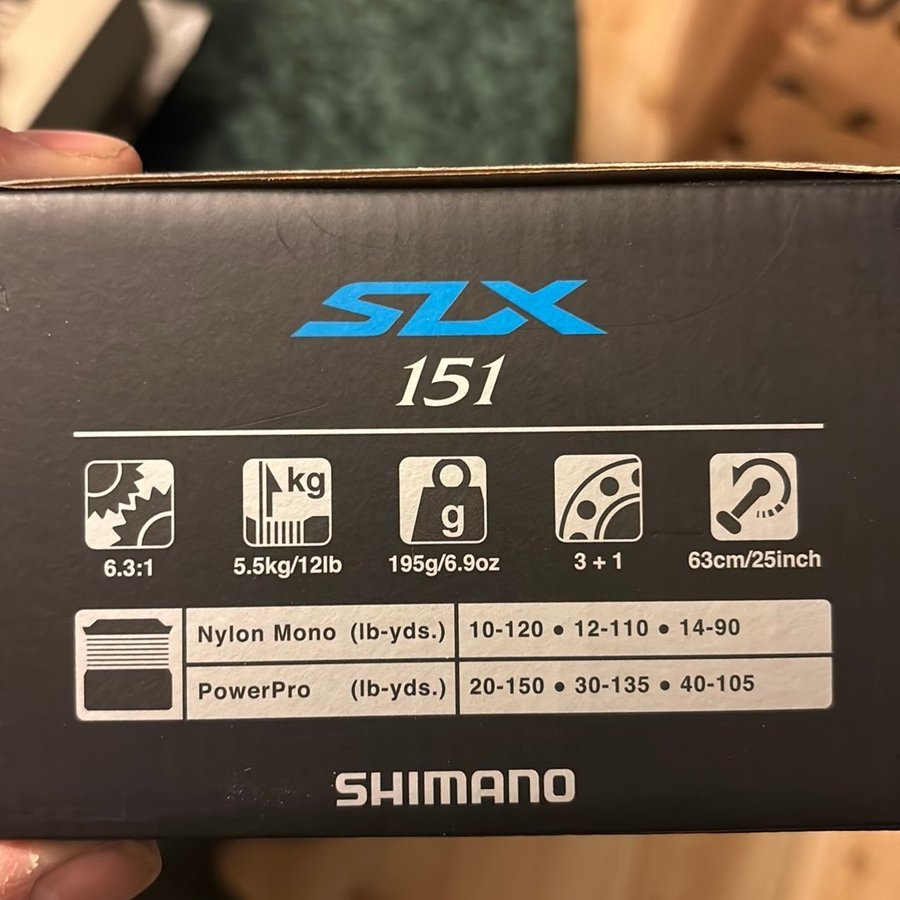 SLX
151
kg g
6.3:1 5.5kg/12lb 195g/6.9oz 3 + 1 63cm/25inch
Nylon Mono (lb-yds.) 10-120 • 12-110 • 14-90
PowerPro (lb-yds.) 20-150 • 30-135 • 40-105
SHIMANO